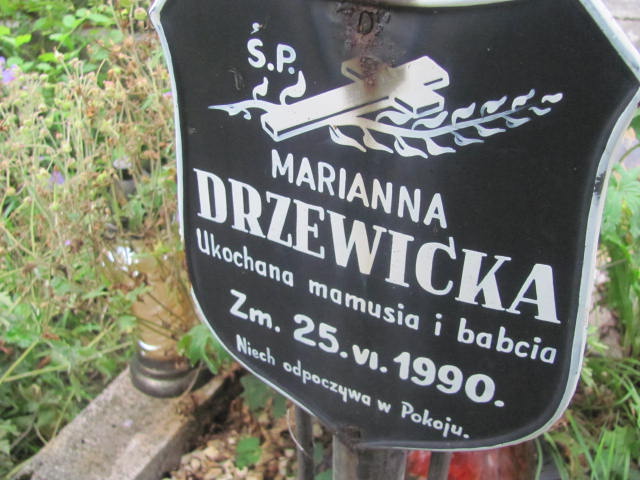 Ś.P.
MARIANNA
DRZEWICKA
Ukochana mamusia i babcia
Zm. 25.VI.1990.
Niech odpoczywa w Pokoju.